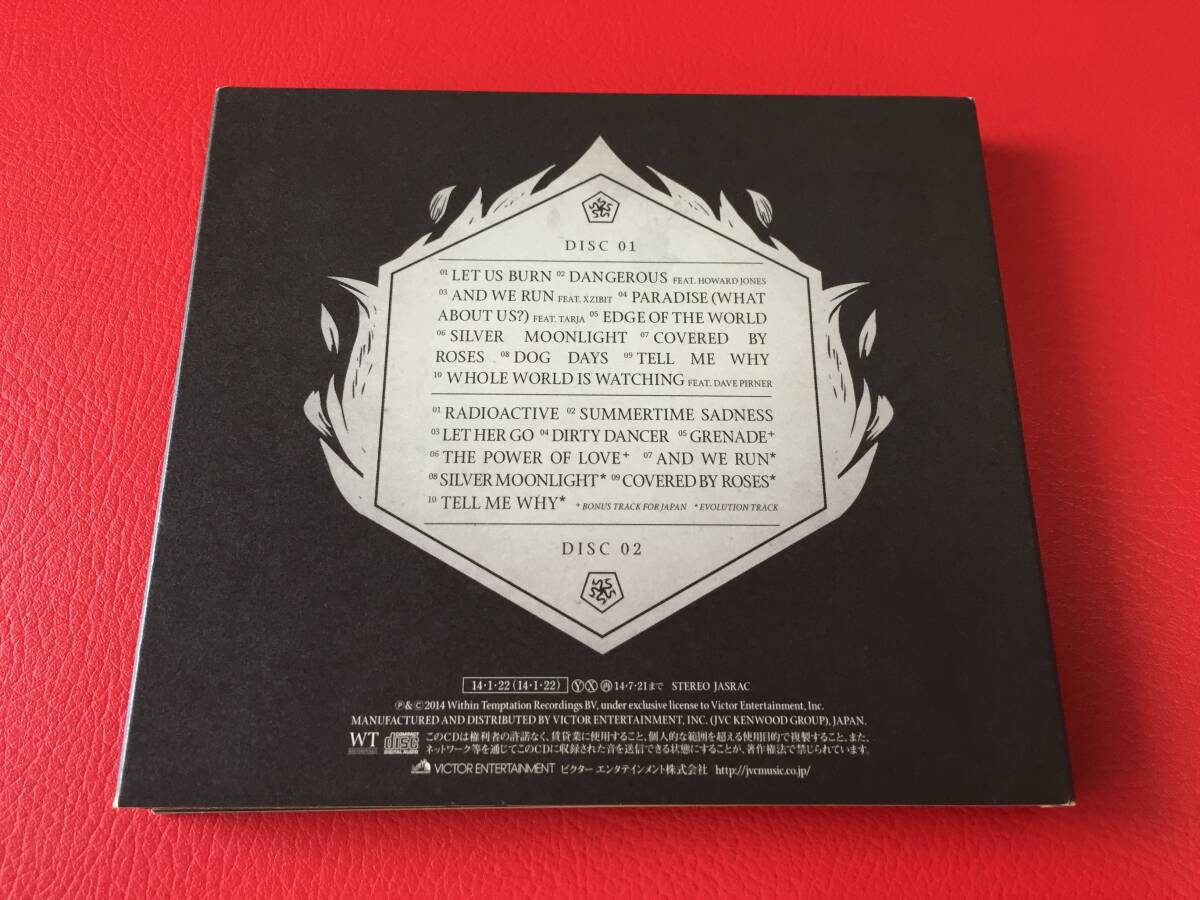 DISC 01
01 LET US BURN 02 DANGEROUS FEAT. HOWARD JONES
03 AND WE RUN FEAT. XZIBIT 04 PARADISE (WHAT
ABOUT US?) FEAT. TARJA 05 EDGE OF THE WORLD
06 SILVER MOONLIGHT 07 COVERED BY
ROSES 08 DOG DAYS 09 TELL ME WHY
10 WHOLE WORLD IS WATCHING FEAT. DAVE PIRNER
01 RADIOACTIVE 02 SUMMERTIME SADNESS
03 LET HER GO 04 DIRTY DANCER 05 GRENADE+
06 THE POWER OF LOVE+ 07 AND WE RUN*
08 SILVER MOONLIGHT* 09 COVERED BY ROSES*
10 TELL ME WHY* + BONUS TRACK FOR JAPAN * EVOLUTION TRACK
DISC 02
14・1・22 (14・1・22) Ⓨ Ⓧ ㊢ 14・7・21まで STEREO JASRAC
℗&©2014 Within Temptation Recordings BV, under exclusive license to Victor Entertainment, Inc.
MANUFACTURED AND DISTRIBUTED BY VICTOR ENTERTAINMENT, INC. (JVC KENWOOD GROUP), JAPAN.
WT COMPACT disc DIGITAL AUDIO このCDは権利者の許諾なく、賃貸業に使用すること、個人的な範囲を超える使用目的で複製すること、また、
ネットワーク等を通じてこのCDに収録された音を送信できる状態にすることが、著作権法で禁じられています。
VICTOR ENTERTAINMENT ビクター エンタテインメント株式会社 http://jvcmusic.co.jp/